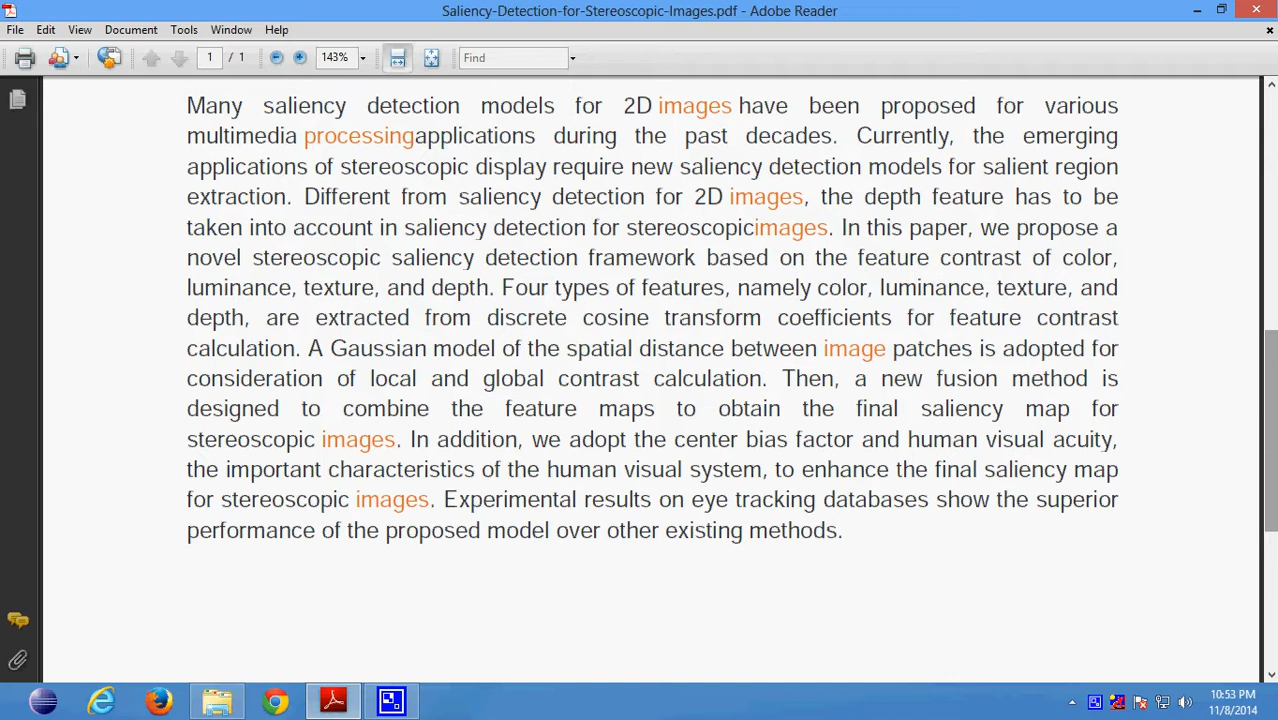 Saliency-Detection-for-Stereoscopic-Images.pdf - Adobe Reader
File Edit View Document Tools Window Help
1 / 1 143% Find
Many saliency detection models for 2D images have been proposed for various
multimedia processingapplications during the past decades. Currently, the emerging
applications of stereoscopic display require new saliency detection models for salient region
extraction. Different from saliency detection for 2D images, the depth feature has to be
taken into account in saliency detection for stereoscopicimages. In this paper, we propose a
novel stereoscopic saliency detection framework based on the feature contrast of color,
luminance, texture, and depth. Four types of features, namely color, luminance, texture, and
depth, are extracted from discrete cosine transform coefficients for feature contrast
calculation. A Gaussian model of the spatial distance between image patches is adopted for
consideration of local and global contrast calculation. Then, a new fusion method is
designed to combine the feature maps to obtain the final saliency map for
stereoscopic images. In addition, we adopt the center bias factor and human visual acuity,
the important characteristics of the human visual system, to enhance the final saliency map
for stereoscopic images. Experimental results on eye tracking databases show the superior
performance of the proposed model over other existing methods.
10:53 PM
11/8/2014